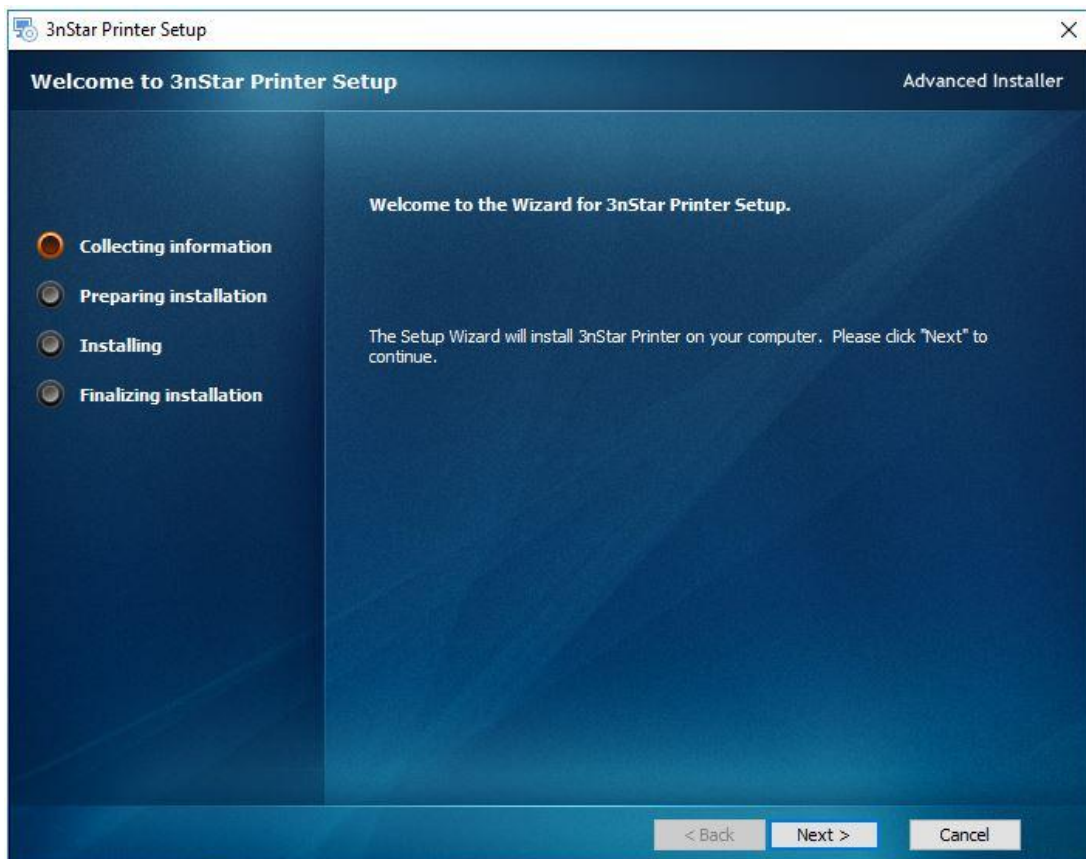 3nStar Printer Setup
Welcome to 3nStar Printer Setup
Advanced Installer
Collecting information
Preparing installation
Installing
Finalizing installation
Welcome to the Wizard for 3nStar Printer Setup.
The Setup Wizard will install 3nStar Printer on your computer. Please click "Next" to
continue.
< Back
Next >
Cancel